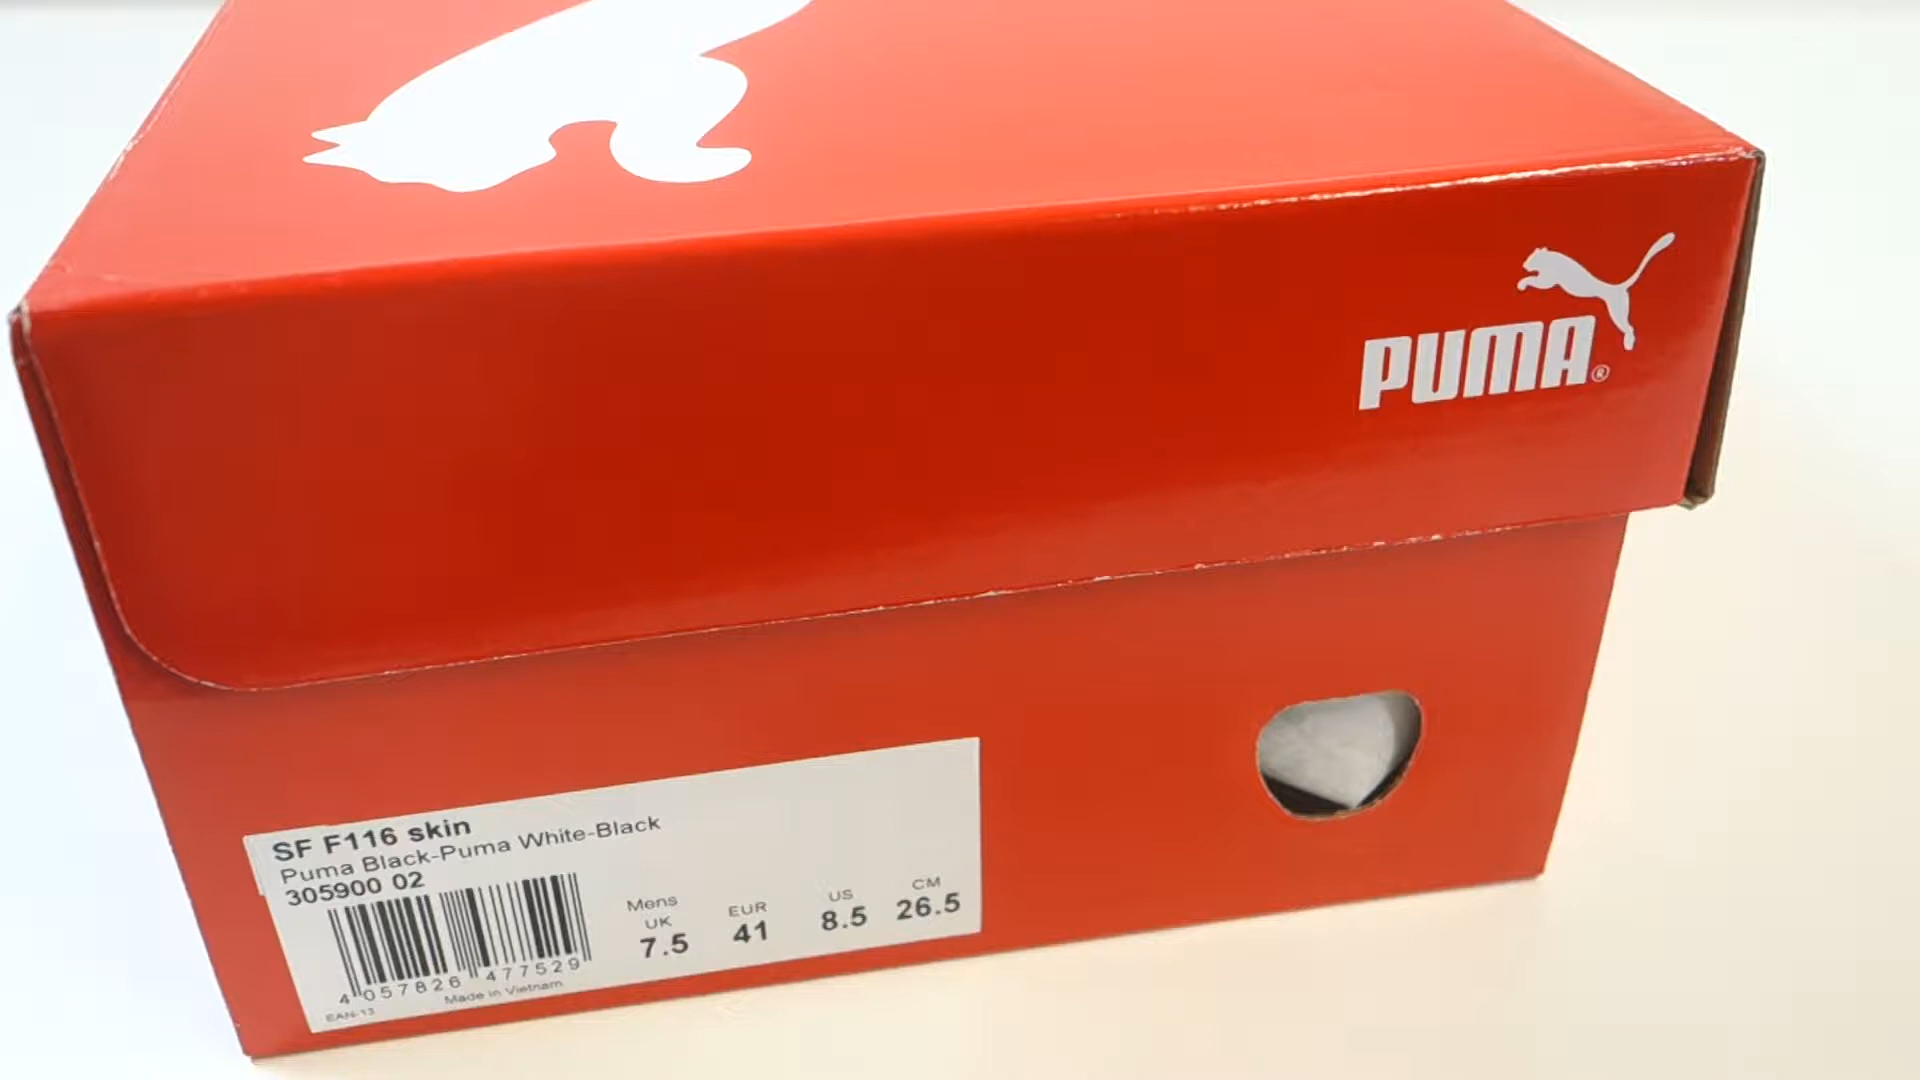 PUMA®
SF F116 skin
Puma Black-Puma White-Black
305900 02
Mens
UK EUR US CM
7.5 41 8.5 26.5
4 057826 477529
EAN-13 Made in Vietnam